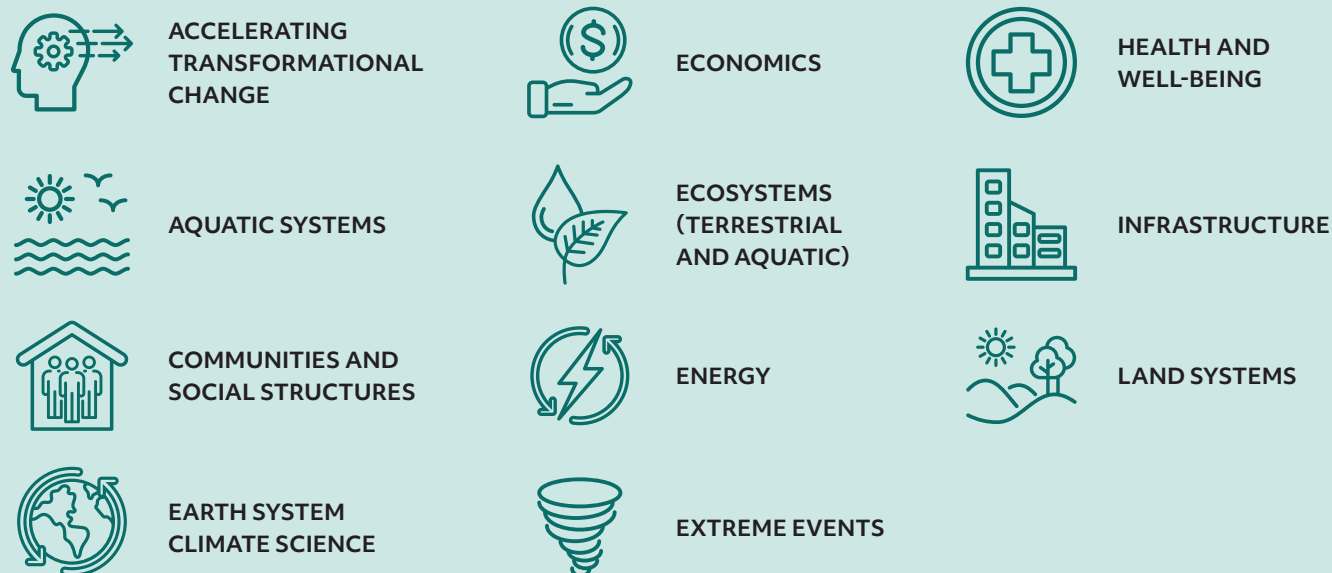 ACCELERATING
TRANSFORMATIONAL
CHANGE
AQUATIC SYSTEMS
COMMUNITIES AND
SOCIAL STRUCTURES
EARTH SYSTEM
CLIMATE SCIENCE
$
ECONOMICS
ECOSYSTEMS
(TERRESTRIAL
AND AQUATIC)
ENERGY
EXTREME EVENTS
HEALTH AND
WELL-BEING
INFRASTRUCTURE
LAND SYSTEMS